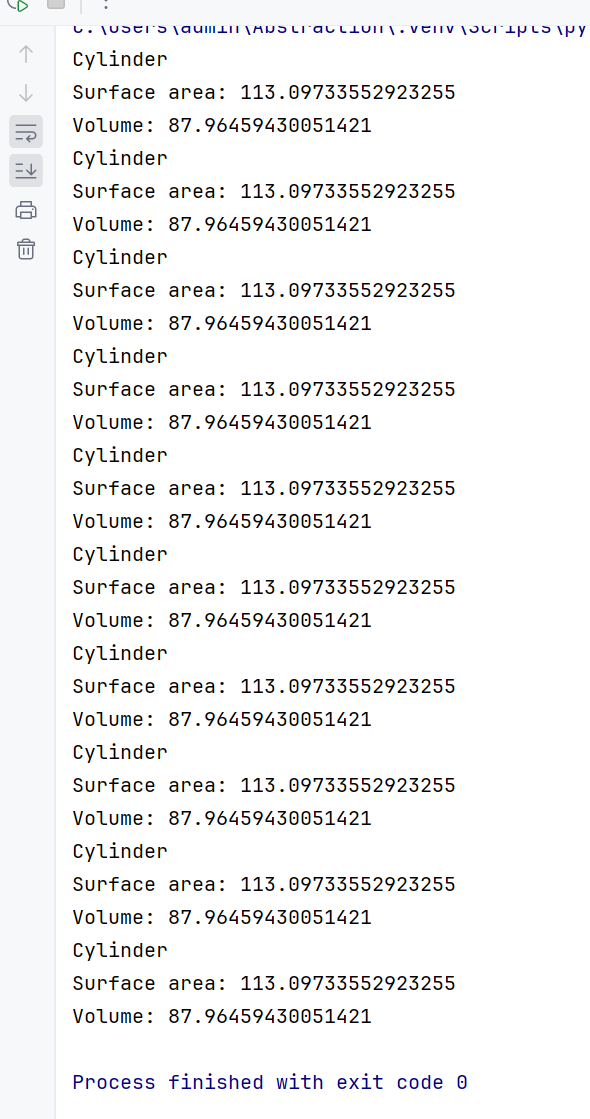 C:\Users\admin\Abstraction\.venv\Scripts\py
Cylinder
Surface area: 113.09733552923255
Volume: 87.96459430051421
Cylinder
Surface area: 113.09733552923255
Volume: 87.96459430051421
Cylinder
Surface area: 113.09733552923255
Volume: 87.96459430051421
Cylinder
Surface area: 113.09733552923255
Volume: 87.96459430051421
Cylinder
Surface area: 113.09733552923255
Volume: 87.96459430051421
Cylinder
Surface area: 113.09733552923255
Volume: 87.96459430051421
Cylinder
Surface area: 113.09733552923255
Volume: 87.96459430051421
Cylinder
Surface area: 113.09733552923255
Volume: 87.96459430051421
Cylinder
Surface area: 113.09733552923255
Volume: 87.96459430051421
Cylinder
Surface area: 113.09733552923255
Volume: 87.96459430051421
Process finished with exit code 0